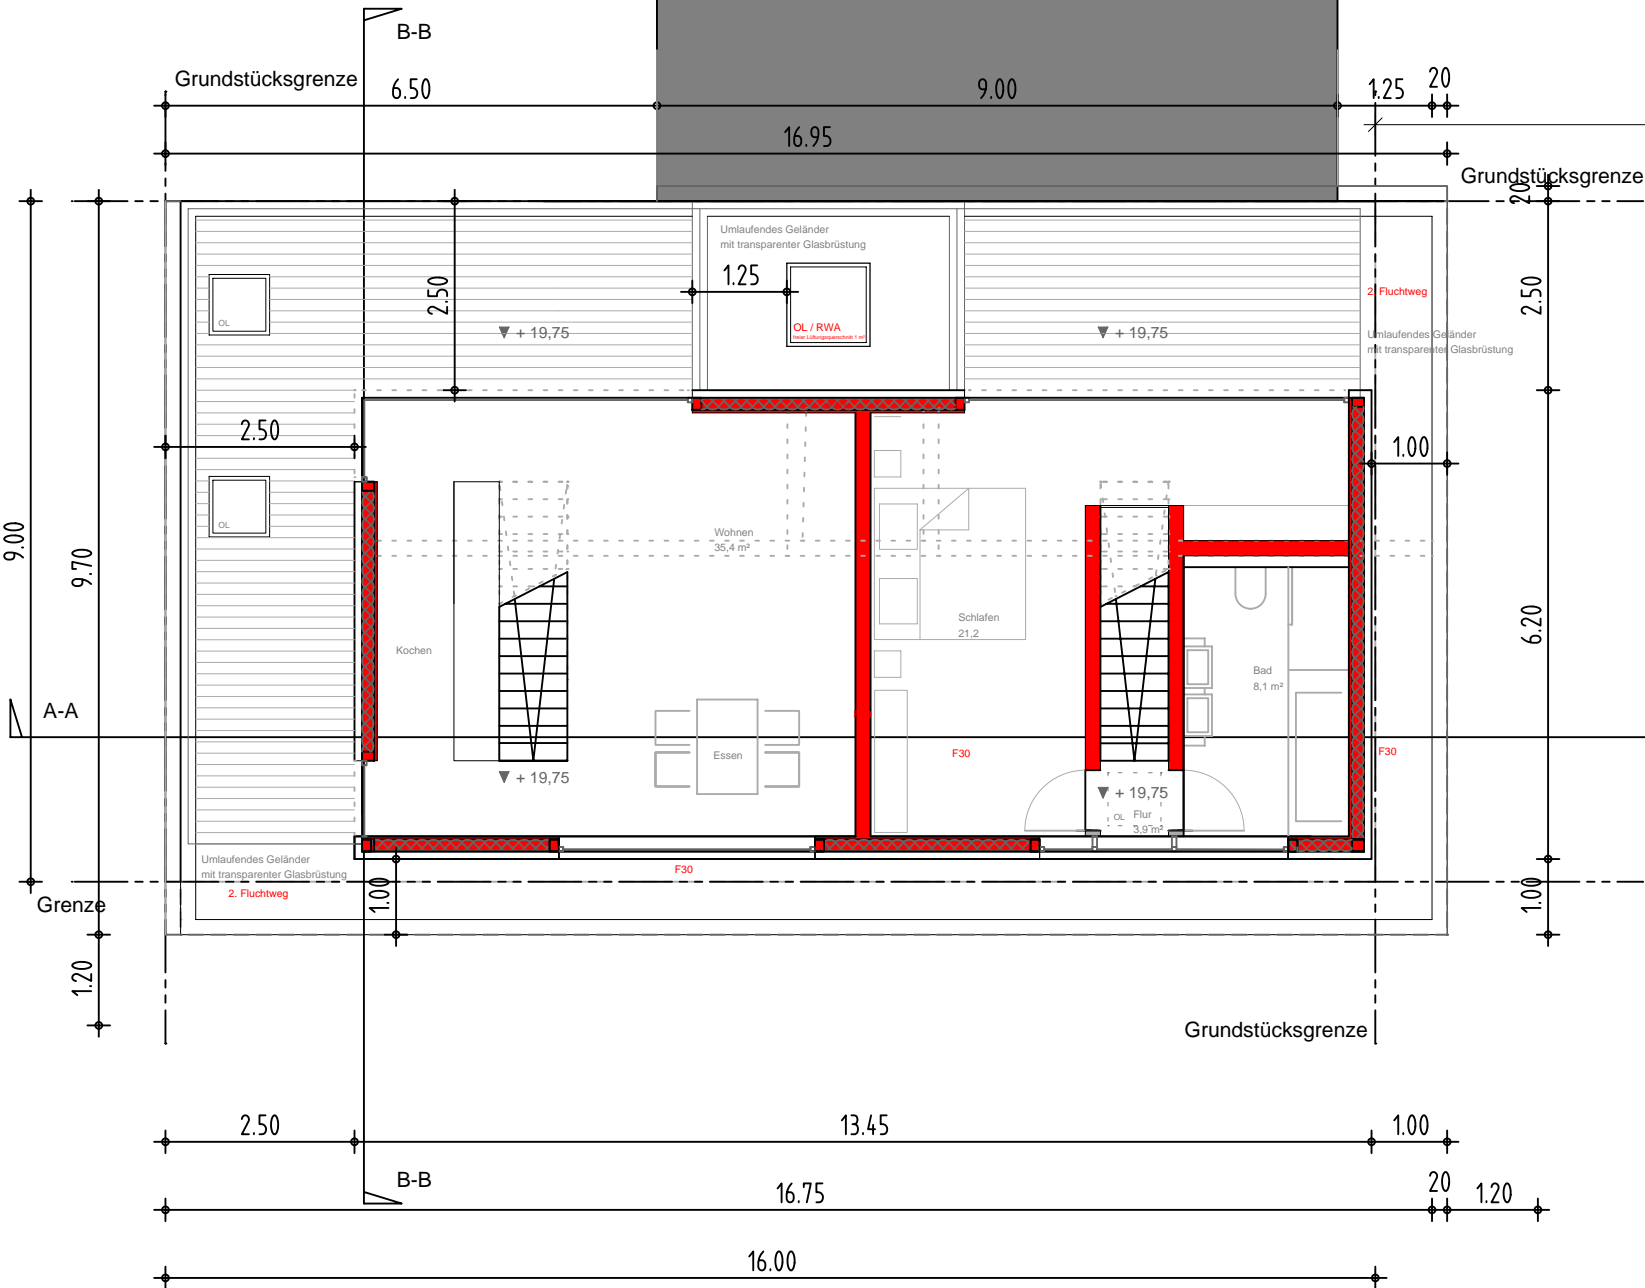 B-B
Grundstücksgrenze
6.50
9.00
1.25
20
16.95
Grundstücksgrenze
20
Umlaufendes Geländer
mit transparenter Glasbrüstung
1.25
2.50
2.50
2. Fluchtweg
OL
OL / RWA
freier Lüftungsquerschnitt 1 m²
▼ + 19,75
▼ + 19,75
Umlaufendes Geländer
mit transparenter Glasbrüstung
2.50
1.00
OL
9.00
9.70
Wohnen
35,4 m²
Schlafen
21,2
6.20
Kochen
Bad
8,1 m²
A-A
Essen
F30
F30
▼ + 19,75
▼ + 19,75
OL
Flur
3,9 m²
Umlaufendes Geländer
mit transparenter Glasbrüstung
2. Fluchtweg
F30
1.00
1.00
Grenze
1.20
Grundstücksgrenze
2.50
13.45
1.00
B-B
16.75
20
1.20
16.00